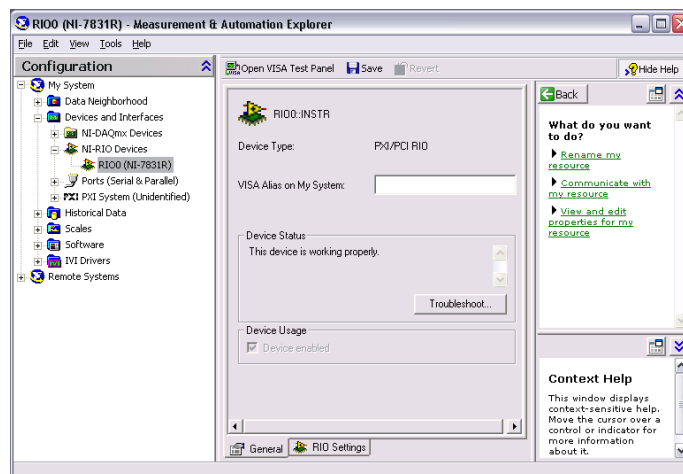 RIO0 (NI-7831R) - Measurement & Automation Explorer
File Edit View Tools Help
Configuration
My System
Data Neighborhood
Devices and Interfaces
NI-DAQmx Devices
NI-RIO Devices
RIO0 (NI-7831R)
Ports (Serial & Parallel)
PXI PXI System (Unidentified)
Historical Data
Scales
Software
IVI Drivers
Remote Systems
VISA Open VISA Test Panel Save Revert Hide Help
RIO0::INSTR
Device Type: PXI/PCI RIO
VISA Alias on My System:
Device Status
This device is working properly.
Troubleshoot...
Device Usage
Device enabled
General RIO Settings
Back
What do you want
to do?
Rename my
resource
Communicate with
my resource
View and edit
properties for my
resource
Context Help
This window displays
context-sensitive help.
Move the cursor over a
control or indicator for
more information
about it.